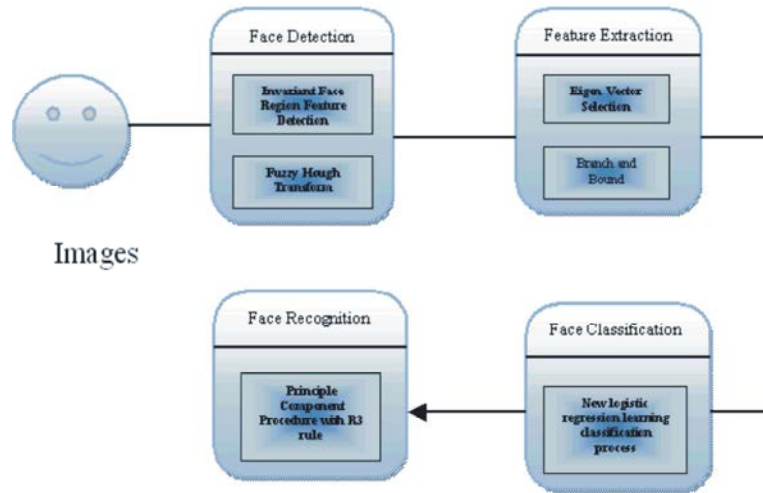 Face Detection
Invariant Face
Region Feature
Detection
Fuzzy Hough
Transform
Feature Extraction
Eigen Vector
Selection
Branch and
Bound
Images
Face Recognition
Principle
Component
Procedure with R3
rule
Face Classification
New logistic
regression learning
classification
process